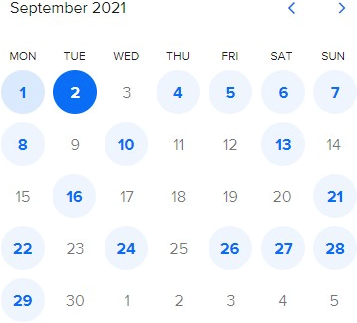 September 2021
MON TUE WED THU FRI SAT SUN
1 2 3 4 5 6 7
8 9 10 11 12 13 14
15 16 17 18 19 20 21
22 23 24 25 26 27 28
29 30 1 2 3 4 5